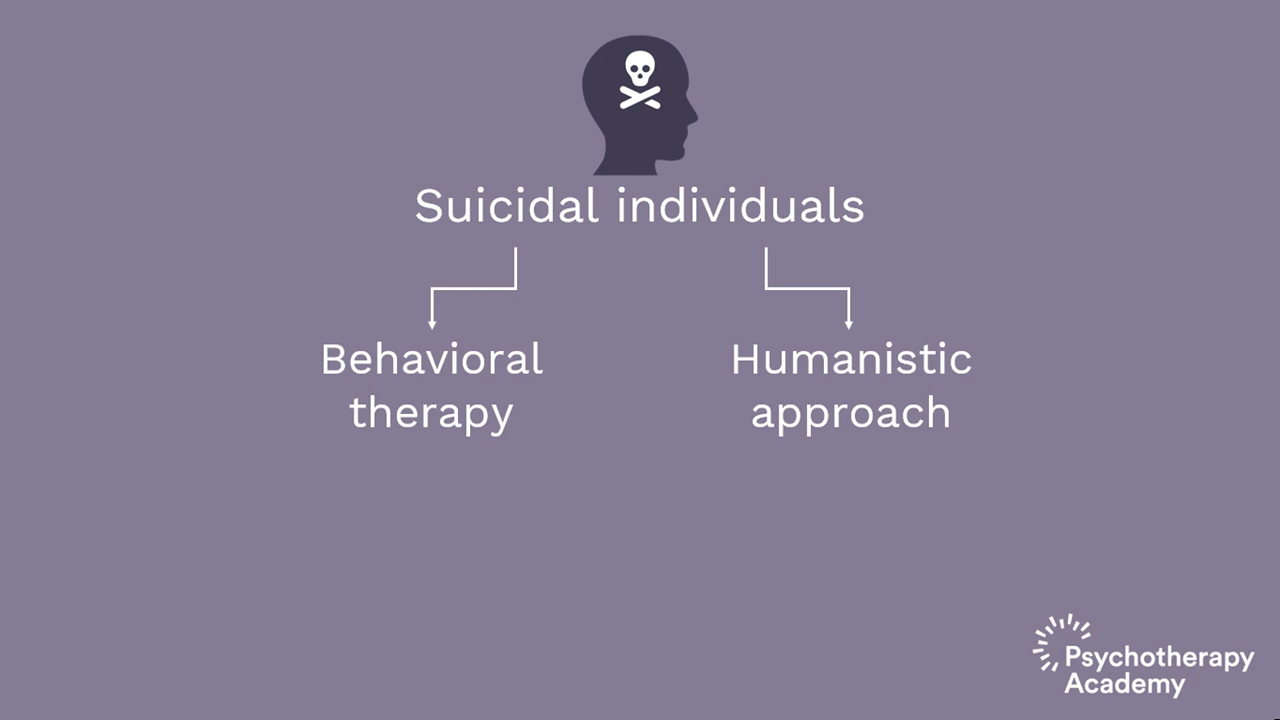 Suicidal individuals
Behavioral
therapy
Humanistic
approach
Psychotherapy
Academy